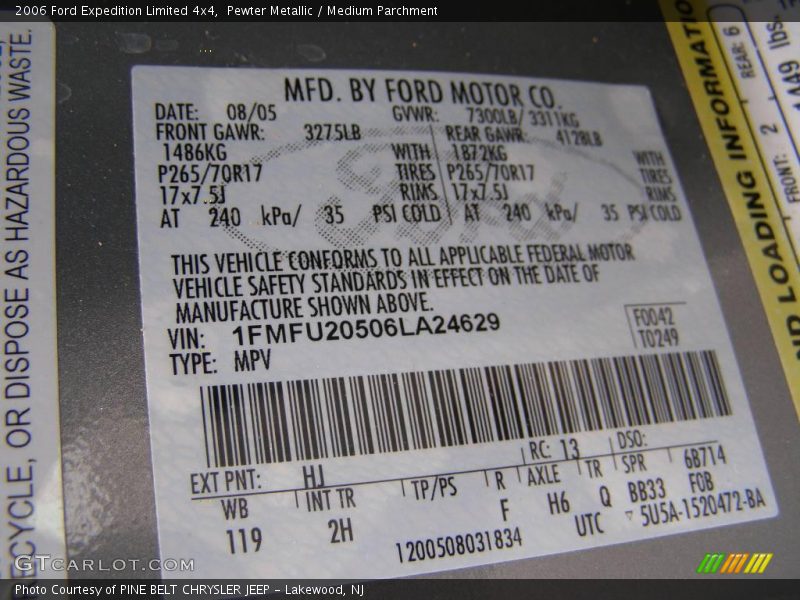 2006 Ford Expedition Limited 4x4, Pewter Metallic / Medium Parchment
MFD. BY FORD MOTOR CO.
DATE: 08/05 GVWR: 7300LB/ 3311KG
FRONT GAWR: 3275LB REAR GAWR: 4128LB
1486KG WITH 1872KG WITH
P265/70R17 TIRES P265/70R17 TIRES
17x7.5J RIMS 17x7.5J RIMS
AT 240 kPa/ 35 PSI COLD AT 240 kPa/ 35 PSI COLD
THIS VEHICLE CONFORMS TO ALL APPLICABLE FEDERAL MOTOR
VEHICLE SAFETY STANDARDS IN EFFECT ON THE DATE OF
MANUFACTURE SHOWN ABOVE.
VIN: 1FMFU20506LA24629
TYPE: MPV
F0042
T0249
EXT PNT: HJ RC: 13 DSO:
WB INT TR TP/PS R AXLE TR SPR 6B714
119 2H F H6 Q BB33 FOB
1200508031834 UTC 5U5A-1520472-BA
ECYCLE, OR DISPOSE AS HAZARDOUS WASTE.
ND LOADING INFORMATIO
REAR: 6
FRONT: 2
lbs.
GTCARLOT.COM
Photo Courtesy of PINE BELT CHRYSLER JEEP - Lakewood, NJ